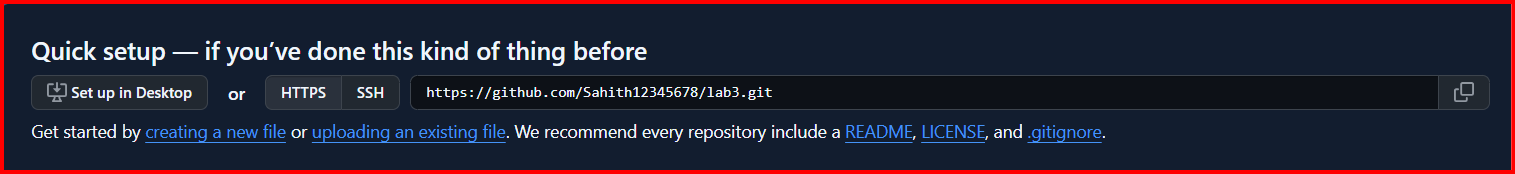 Quick setup — if you’ve done this kind of thing before
Set up in Desktop or HTTPS SSH https://github.com/Sahith12345678/lab3.git
Get started by creating a new file or uploading an existing file. We recommend every repository include a README, LICENSE, and .gitignore.